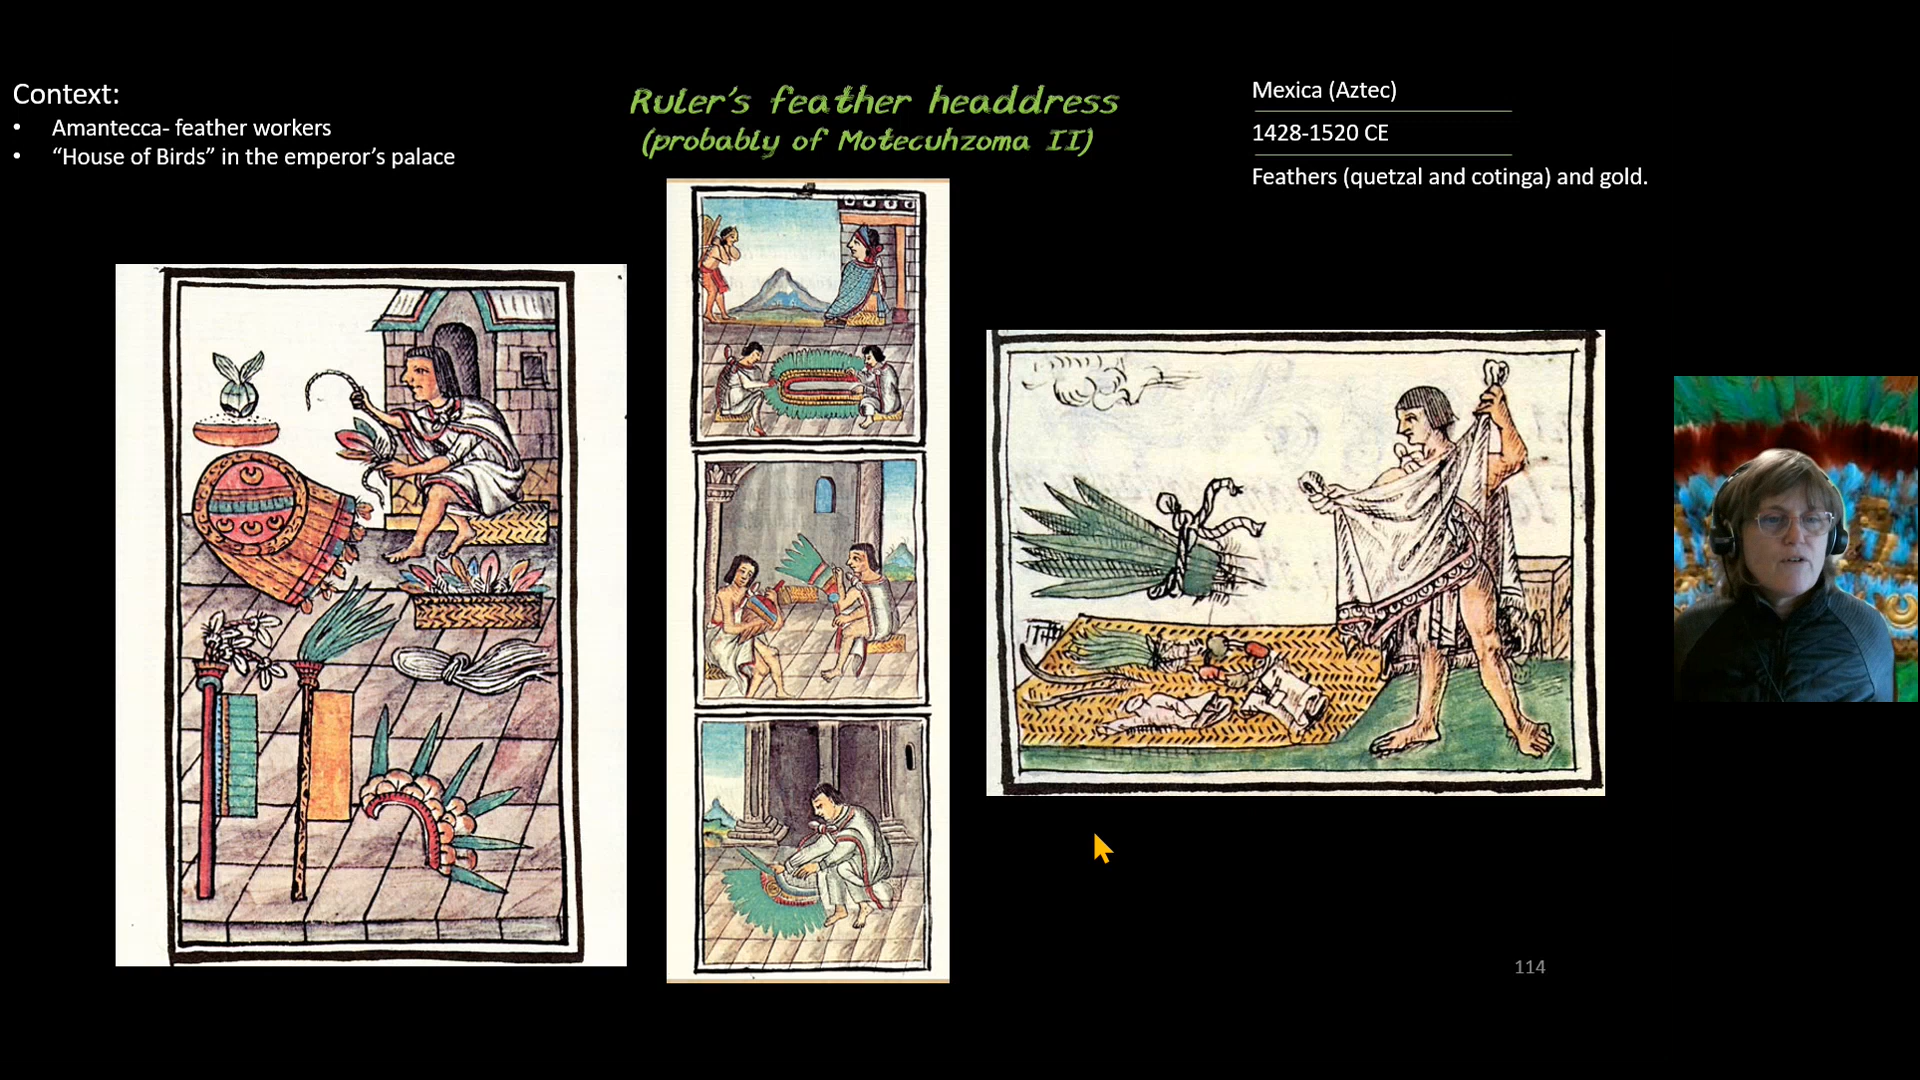 Context:
• Amantecca- feather workers
• “House of Birds” in the emperor’s palace
Ruler’s feather headdress
(probably of Motecuhzoma II)
Mexica (Aztec)
1428-1520 CE
Feathers (quetzal and cotinga) and gold.
114